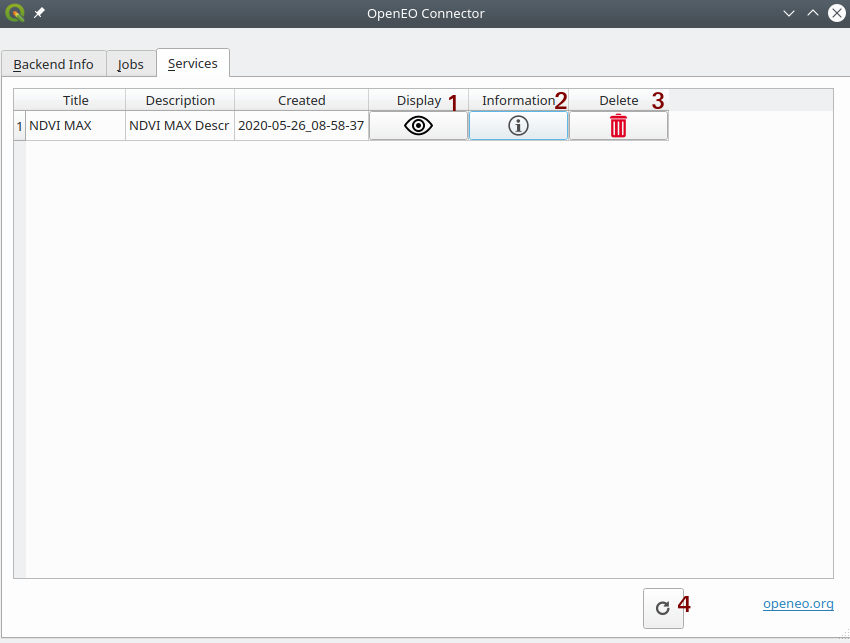 OpenEO Connector
Backend Info Jobs Services
Title Description Created Display 1 Information 2 Delete 3
1 NDVI MAX NDVI MAX Descr 2020-05-26_08-58-37
4 openeo.org